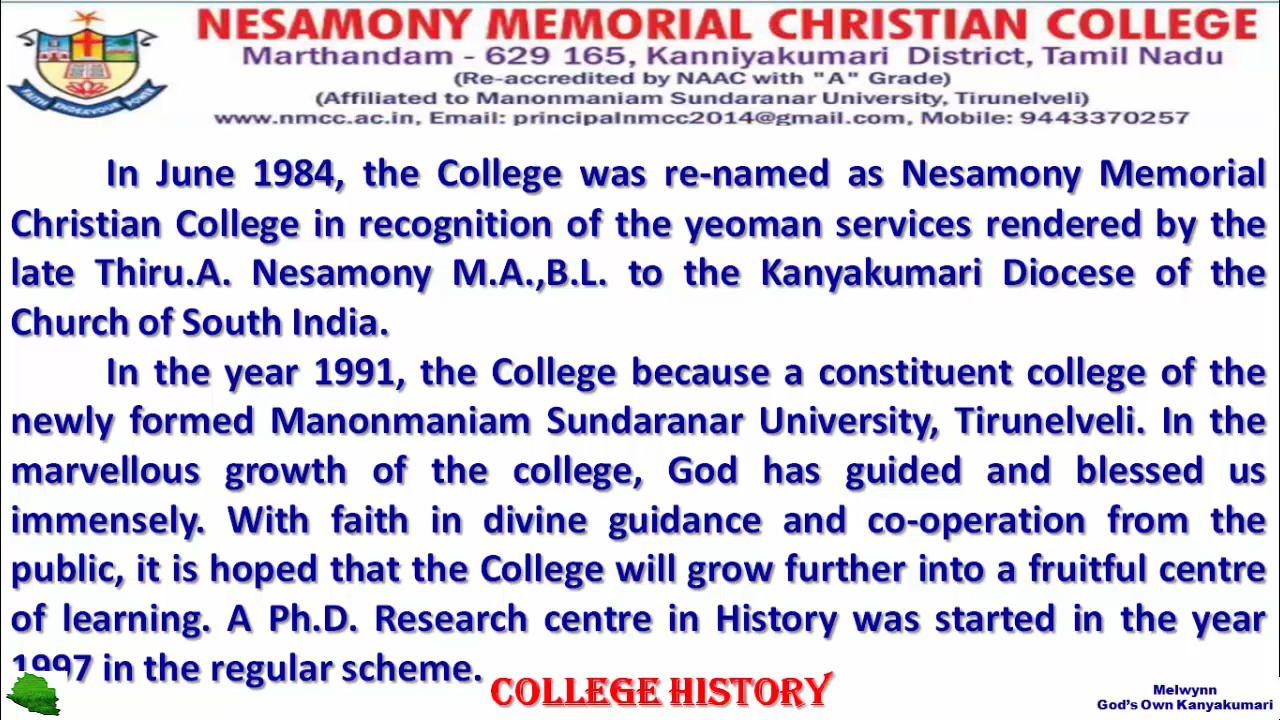 NESAMONY MEMORIAL CHRISTIAN COLLEGE
Marthandam - 629 165, Kanniyakumari District, Tamil Nadu
(Re-accredited by NAAC with "A" Grade)
(Affiliated to Manonmaniam Sundaranar University, Tirunelveli)
www.nmcc.ac.in, Email: principalnmcc2014@gmail.com, Mobile: 9443370257
FAITH ENDEAVOUR POWER
In June 1984, the College was re-named as Nesamony Memorial
Christian College in recognition of the yeoman services rendered by the
late Thiru.A. Nesamony M.A.,B.L. to the Kanyakumari Diocese of the
Church of South India.
In the year 1991, the College because a constituent college of the
newly formed Manonmaniam Sundaranar University, Tirunelveli. In the
marvellous growth of the college, God has guided and blessed us
immensely. With faith in divine guidance and co-operation from the
public, it is hoped that the College will grow further into a fruitful centre
of learning. A Ph.D. Research centre in History was started in the year
1997 in the regular scheme.
COLLEGE HISTORY
Melwynn
God's Own Kanyakumari